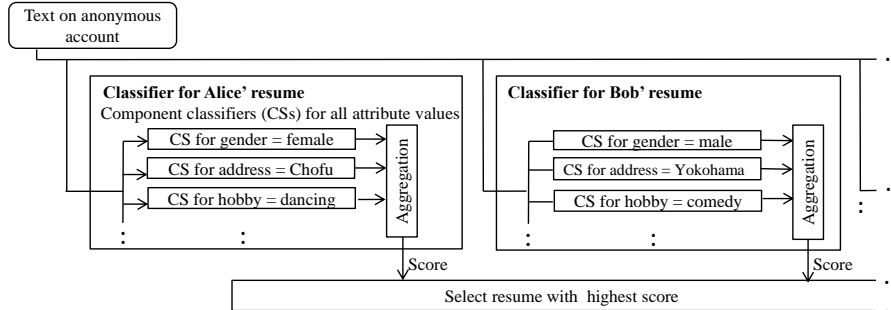 Text on anonymous
account
Classifier for Alice' resume
Component classifiers (CSs) for all attribute values
CS for gender = female
CS for address = Chofu
CS for hobby = dancing
Aggregation
Score
Classifier for Bob' resume
CS for gender = male
CS for address = Yokohama
CS for hobby = comedy
Aggregation
Score
Select resume with highest score